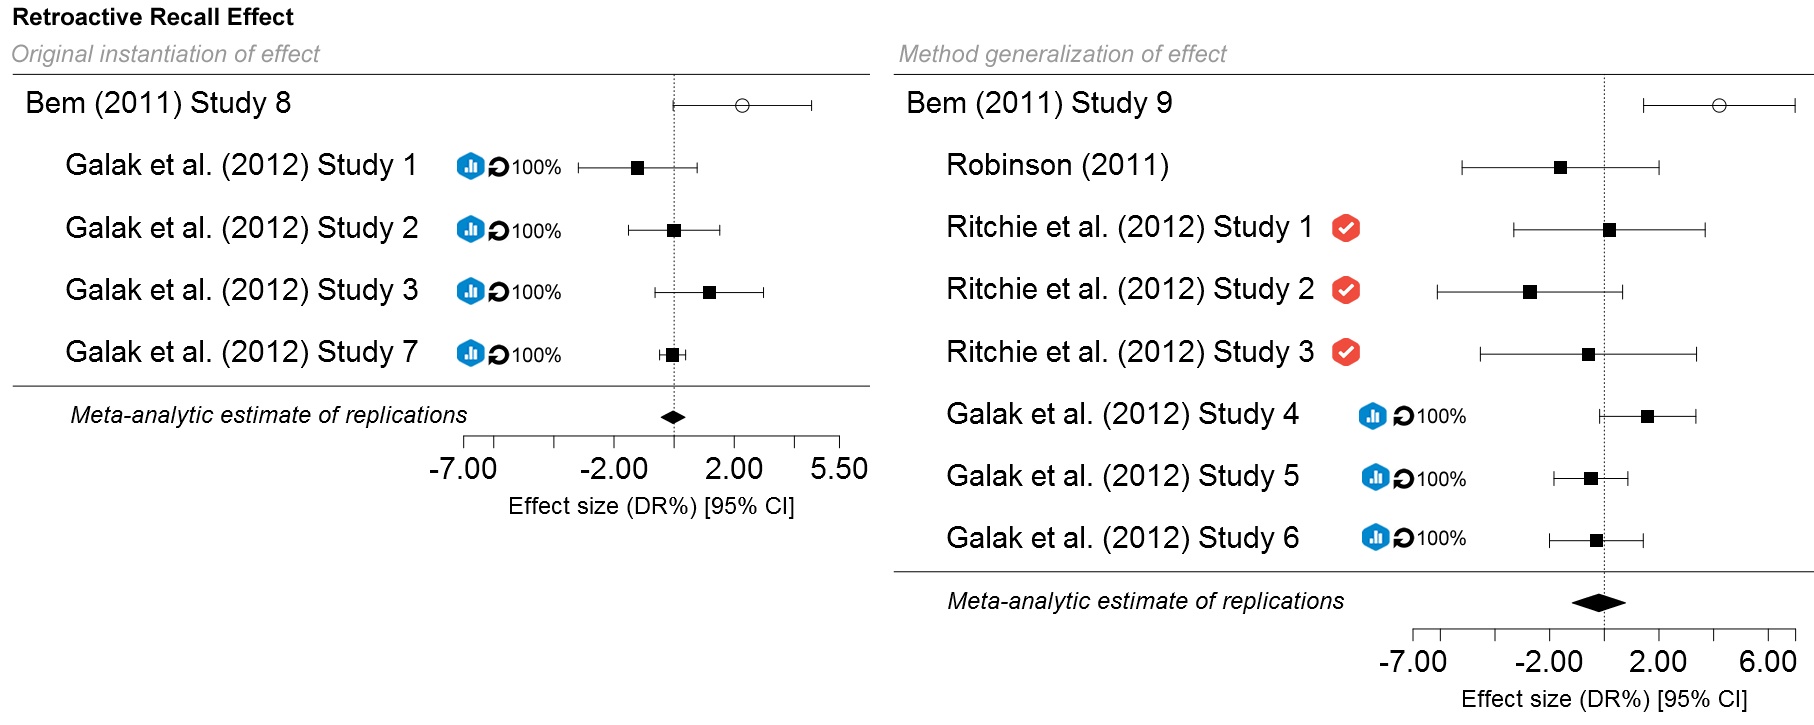 Retroactive Recall Effect
Original instantiation of effect
Bem (2011) Study 8
Galak et al. (2012) Study 1 100%
Galak et al. (2012) Study 2 100%
Galak et al. (2012) Study 3 100%
Galak et al. (2012) Study 7 100%
Meta-analytic estimate of replications
-7.00 -2.00 2.00 5.50
Effect size (DR%) [95% CI]
Method generalization of effect
Bem (2011) Study 9
Robinson (2011)
Ritchie et al. (2012) Study 1
Ritchie et al. (2012) Study 2
Ritchie et al. (2012) Study 3
Galak et al. (2012) Study 4 100%
Galak et al. (2012) Study 5 100%
Galak et al. (2012) Study 6 100%
Meta-analytic estimate of replications
-7.00 -2.00 2.00 6.00
Effect size (DR%) [95% CI]